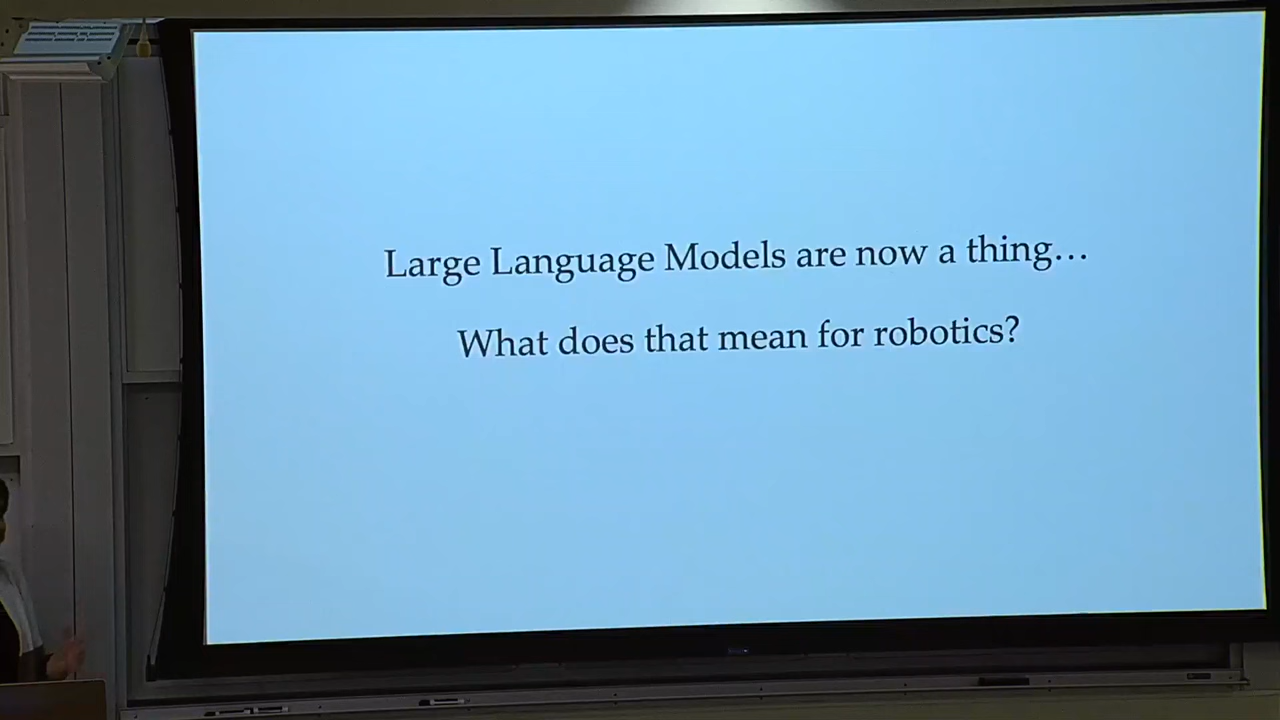 Large Language Models are now a thing…
What does that mean for robotics?